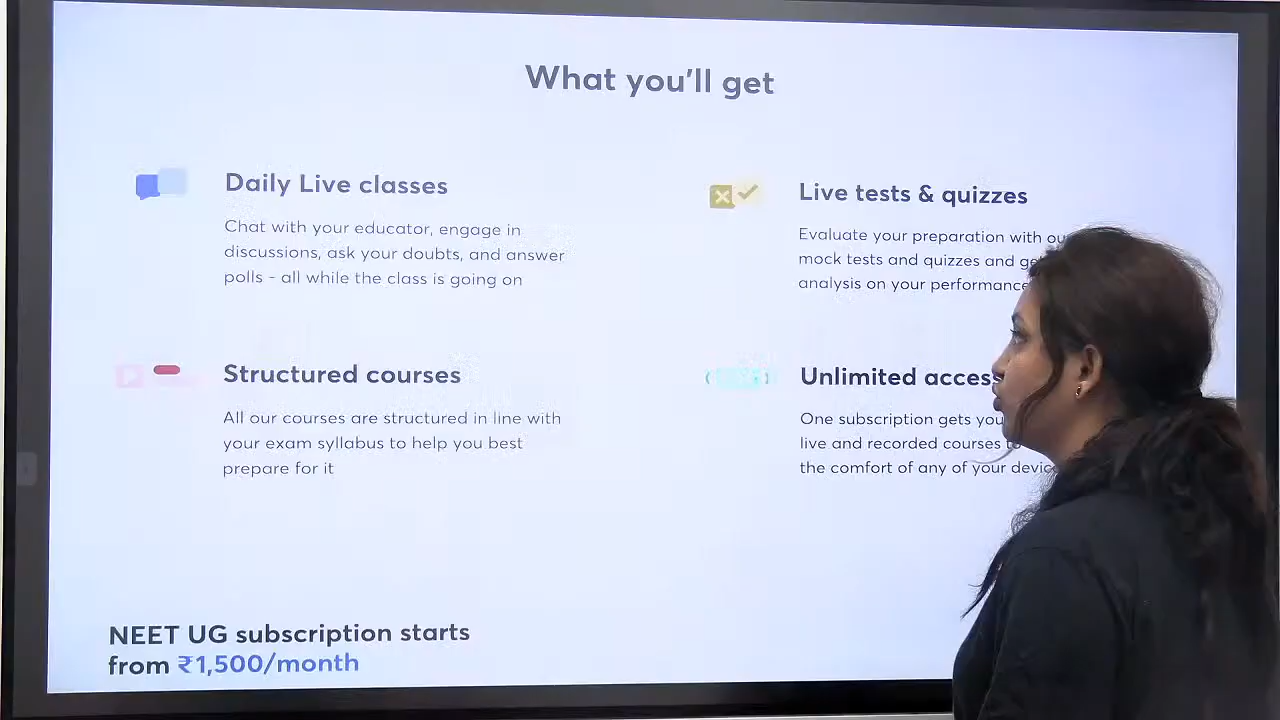 What you'll get
Daily Live classes
Chat with your educator, engage in
discussions, ask your doubts, and answer
polls - all while the class is going on
Live tests & quizzes
Evaluate your preparation with
mock tests and quizzes and
analysis on your performance
Structured courses
All our courses are structured in line with
your exam syllabus to help you best
prepare for it
Unlimited access
One subscription gets you
live and recorded courses
the comfort of any of your
NEET UG subscription starts
from ₹1,500/month